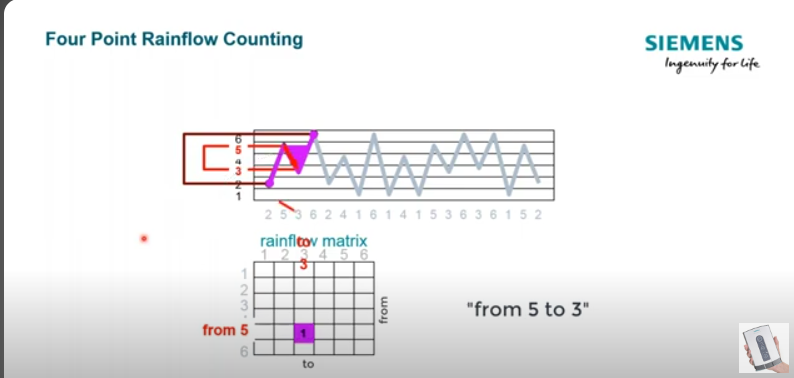 Four Point Rainflow Counting
SIEMENS
Ingenuity for life
6
5
4
3
2
1
2 5 3 6 2 4 1 6 1 4 1 5 3 6 3 6 1 5 2
rainflow matrix
to
1 2 3 4 5 6
3
1
2
3
from 5
1
6
from
to
"from 5 to 3"